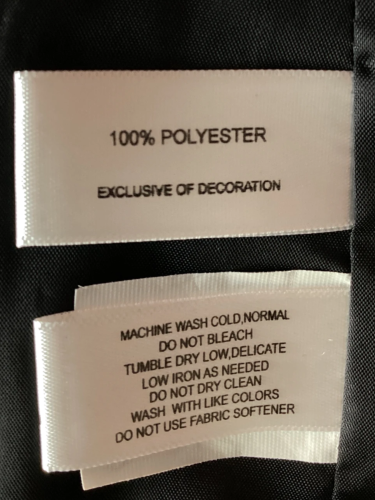 100% POLYESTER
EXCLUSIVE OF DECORATION
MACHINE WASH COLD,NORMAL
DO NOT BLEACH
TUMBLE DRY LOW,DELICATE
LOW IRON AS NEEDED
DO NOT DRY CLEAN
WASH WITH LIKE COLORS
DO NOT USE FABRIC SOFTENER